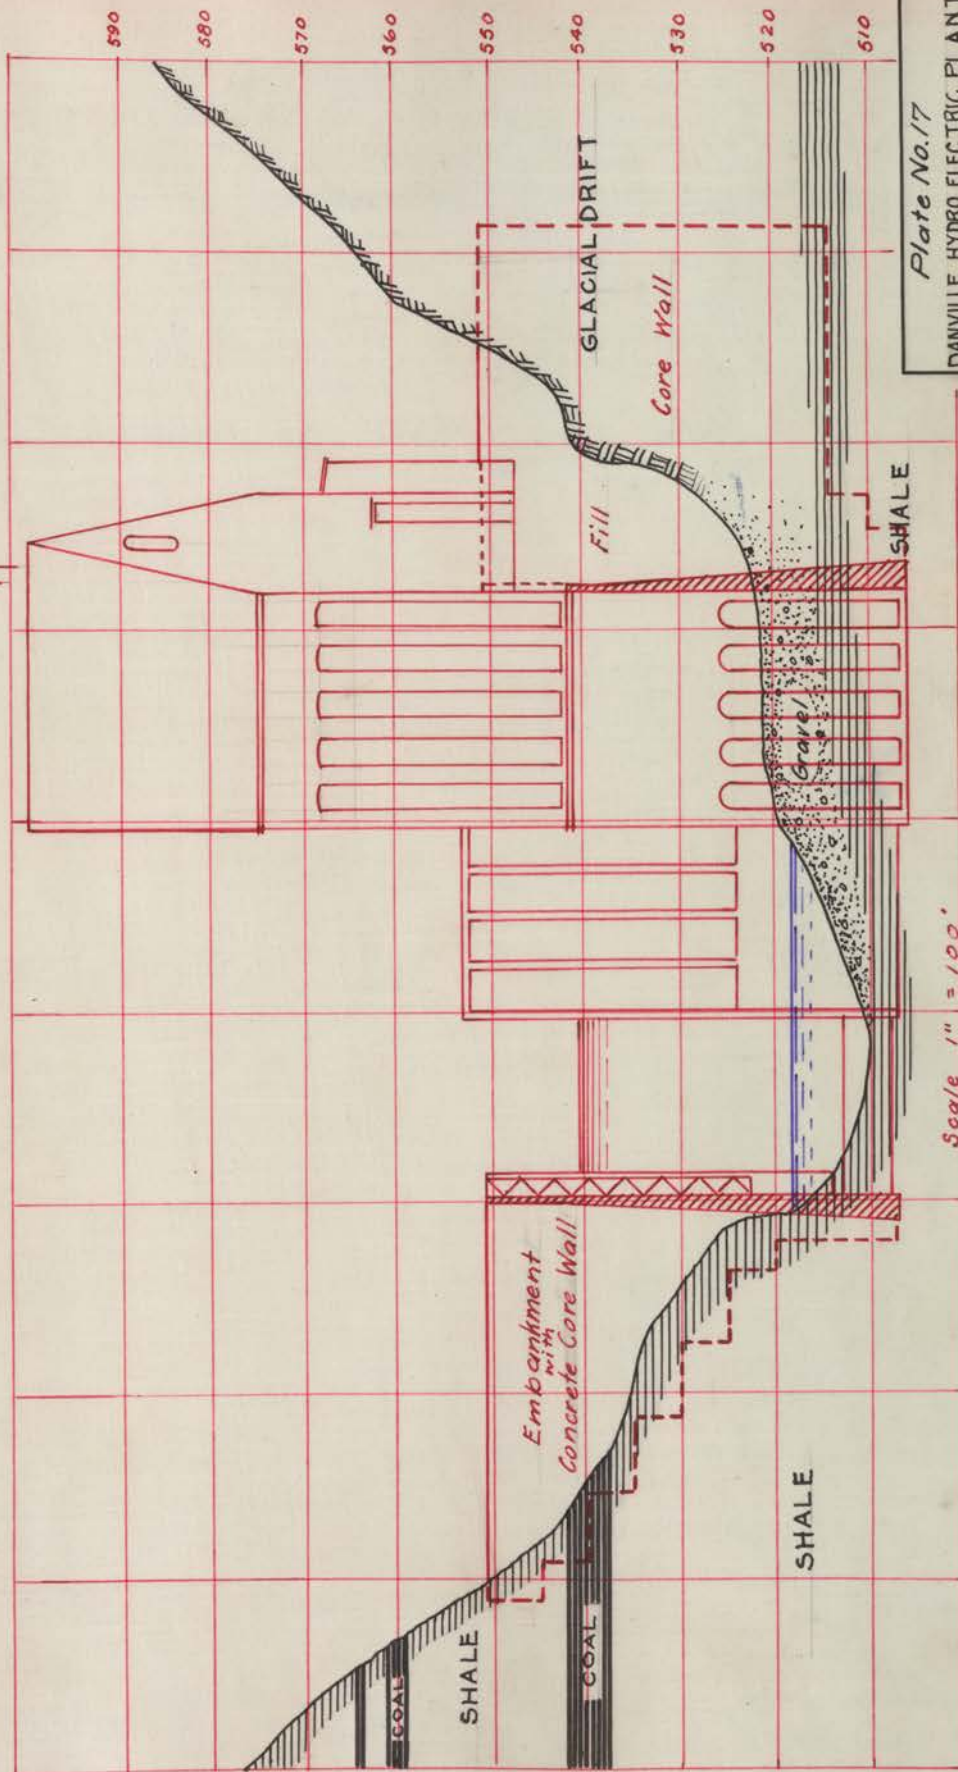 590
580
570
560
550
540
530
520
510
Plate No.17
DANVILLE HYDRO ELECTRIC PLANT
GLACIAL DRIFT
Core Wall
Fill
SHALE
Gravel
Embankment
with
Concrete Core Wall
SHALE
COAL
SHALE
COAL
Scale 1" = 100'